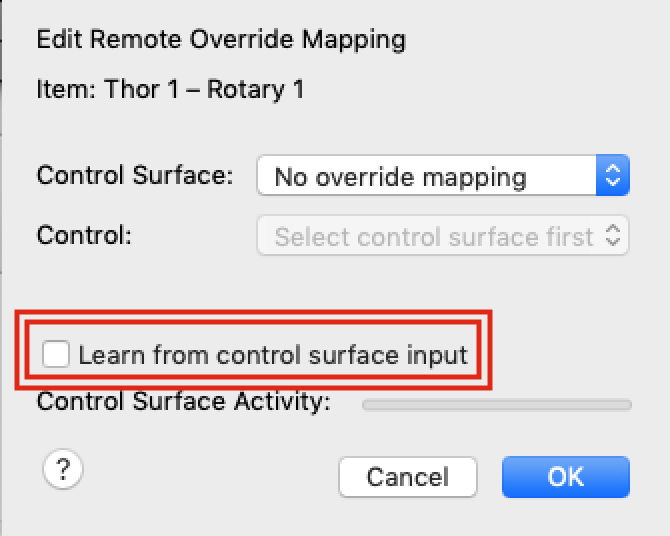 Edit Remote Override Mapping
Item: Thor 1 – Rotary 1
Control Surface: No override mapping
Control: Select control surface first
Learn from control surface input
Control Surface Activity:
? Cancel OK